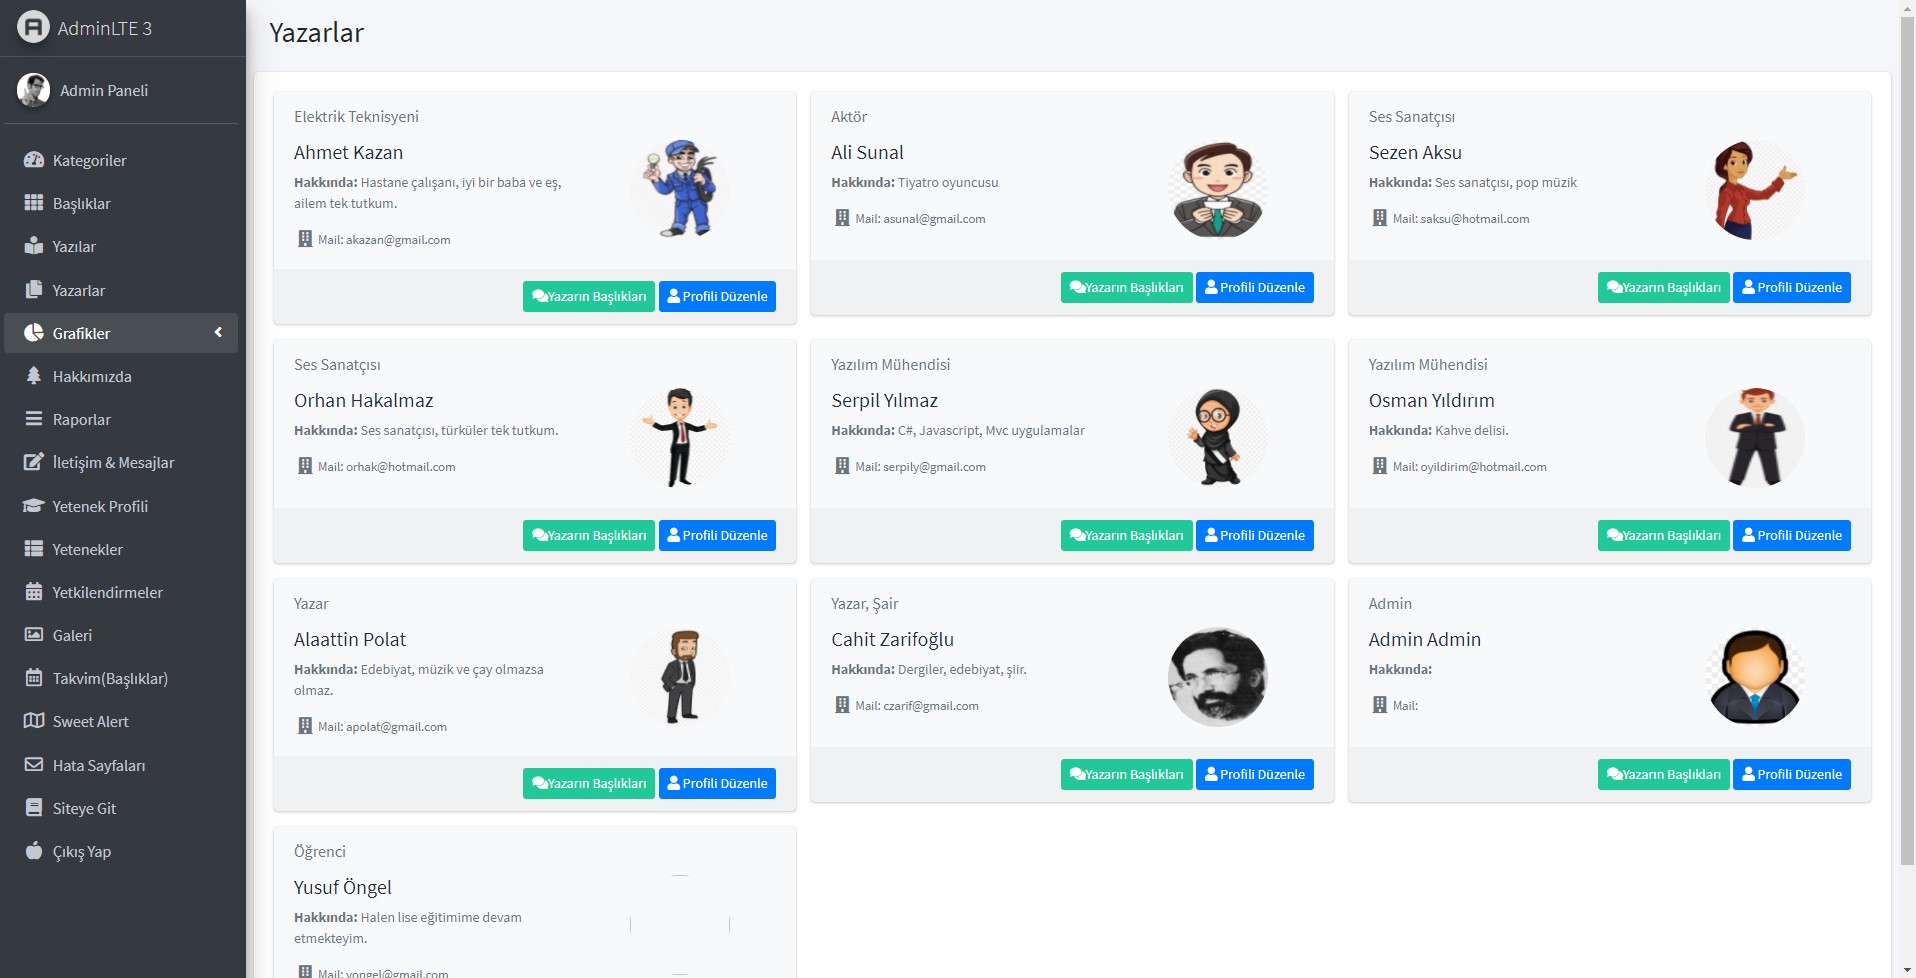 AdminLTE 3
Admin Paneli
Kategoriler
Başlıklar
Yazılar
Yazarlar
Grafikler
Hakkımızda
Raporlar
İletişim & Mesajlar
Yetenek Profili
Yetenekler
Yetkilendirmeler
Galeri
Takvim(Başlıklar)
Sweet Alert
Hata Sayfaları
Siteye Git
Çıkış Yap
Yazarlar
Elektrik Teknisyeni
Ahmet Kazan
Hakkında: Hastane çalışanı, iyi bir baba ve eş,
ailem tek tutkum.
Mail: akazan@gmail.com
Yazarın Başlıkları Profili Düzenle
Aktör
Ali Sunal
Hakkında: Tiyatro oyuncusu
Mail: asunal@gmail.com
Yazarın Başlıkları Profili Düzenle
Ses Sanatçısı
Sezen Aksu
Hakkında: Ses sanatçısı, pop müzik
Mail: saksu@hotmail.com
Yazarın Başlıkları Profili Düzenle
Ses Sanatçısı
Orhan Hakalmaz
Hakkında: Ses sanatçısı, türküler tek tutkum.
Mail: orhak@hotmail.com
Yazarın Başlıkları Profili Düzenle
Yazılım Mühendisi
Serpil Yılmaz
Hakkında: C#, Javascript, Mvc uygulamalar
Mail: serpily@gmail.com
Yazarın Başlıkları Profili Düzenle
Yazılım Mühendisi
Osman Yıldırım
Hakkında: Kahve delisi.
Mail: oyildirim@hotmail.com
Yazarın Başlıkları Profili Düzenle
Yazar
Alaattin Polat
Hakkında: Edebiyat, müzik ve çay olmazsa
olmaz.
Mail: apolat@gmail.com
Yazarın Başlıkları Profili Düzenle
Yazar, Şair
Cahit Zarifoğlu
Hakkında: Dergiler, edebiyat, şiir.
Mail: czarif@gmail.com
Yazarın Başlıkları Profili Düzenle
Admin
Admin Admin
Hakkında:
Mail:
Yazarın Başlıkları Profili Düzenle
Öğrenci
Yusuf Öngel
Hakkında: Halen lise eğitimime devam
etmekteyim.
Mail: yongel@gmail.com